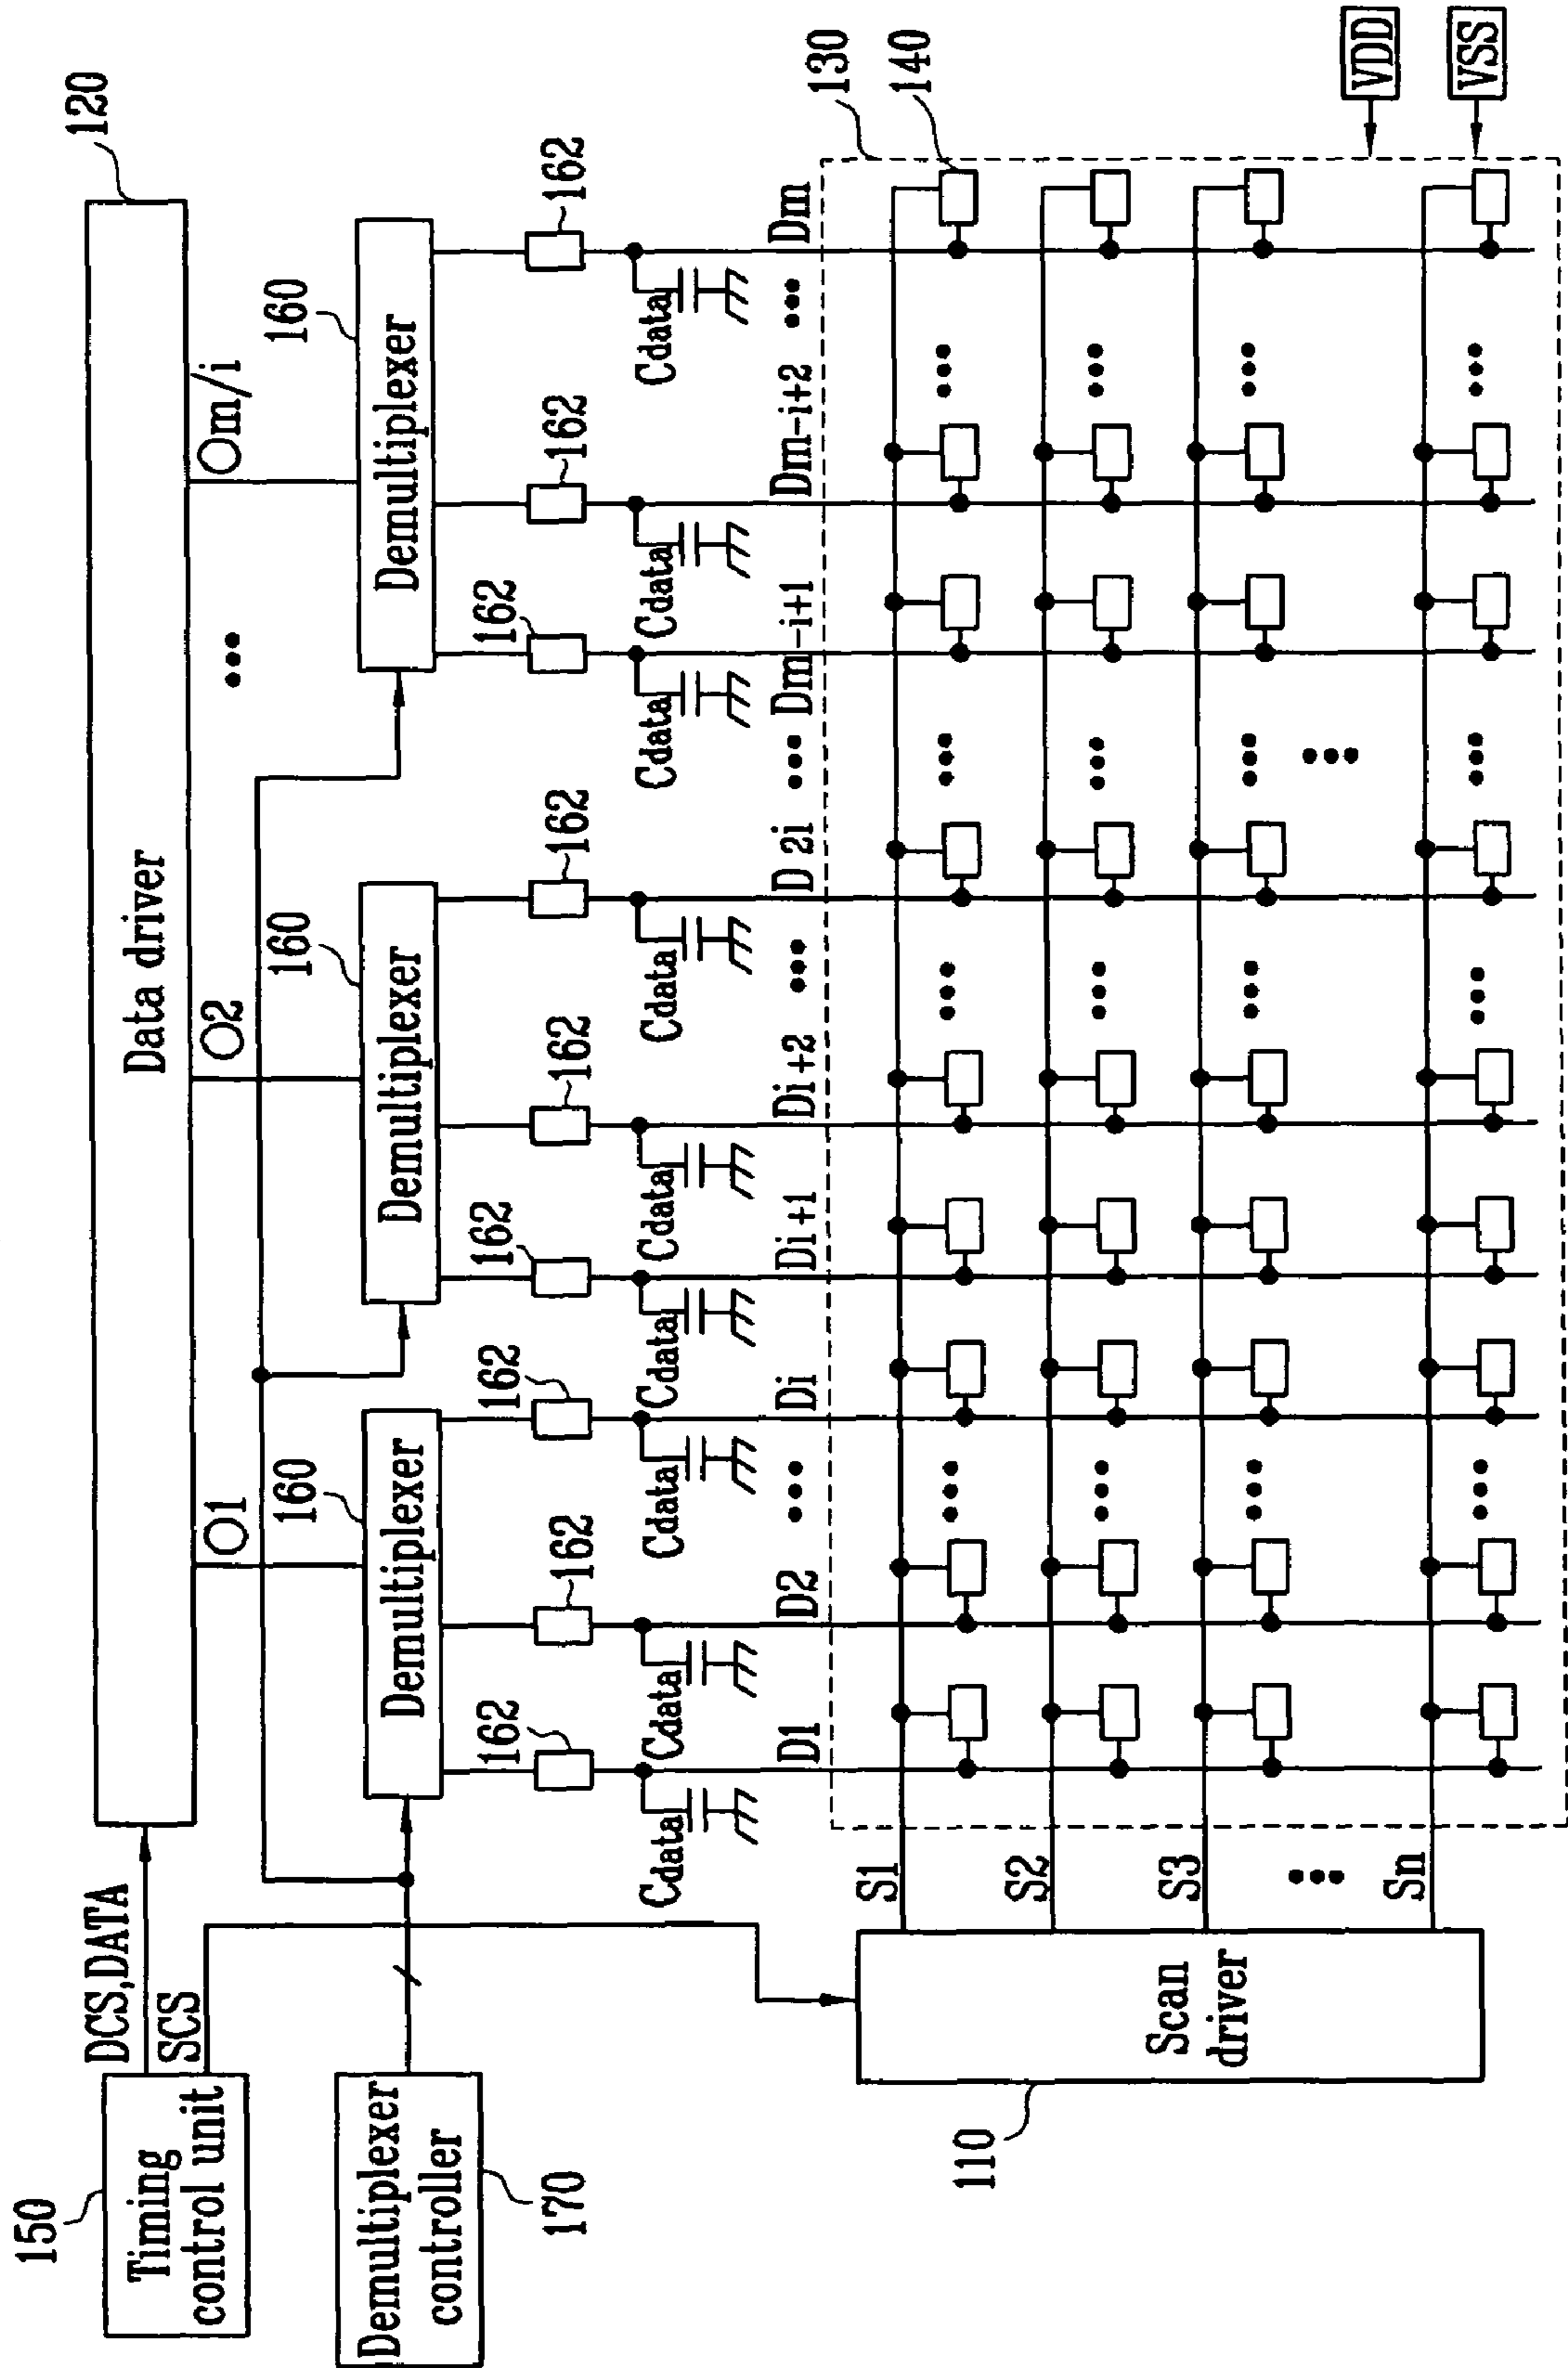 150
Timing
control unit
DCS,DATA
SCS
Data driver
120
O1
O2
•••
Om/i
Demultiplexer
controller
170
Demultiplexer
160
Demultiplexer
160
Demultiplexer
160
162
162
162
162
162
162
162
162
162
Cdata
Cdata
Cdata
Cdata
Cdata
Cdata
Cdata
Cdata
Cdata
D1
D2
•••
Di
Di+1
Di+2
•••
D2i
•••
Dm-i+1
Dm-i+2
•••
Dm
130
140
S1
S2
S3
•••
Sn
Scan
driver
110
VDD
VSS